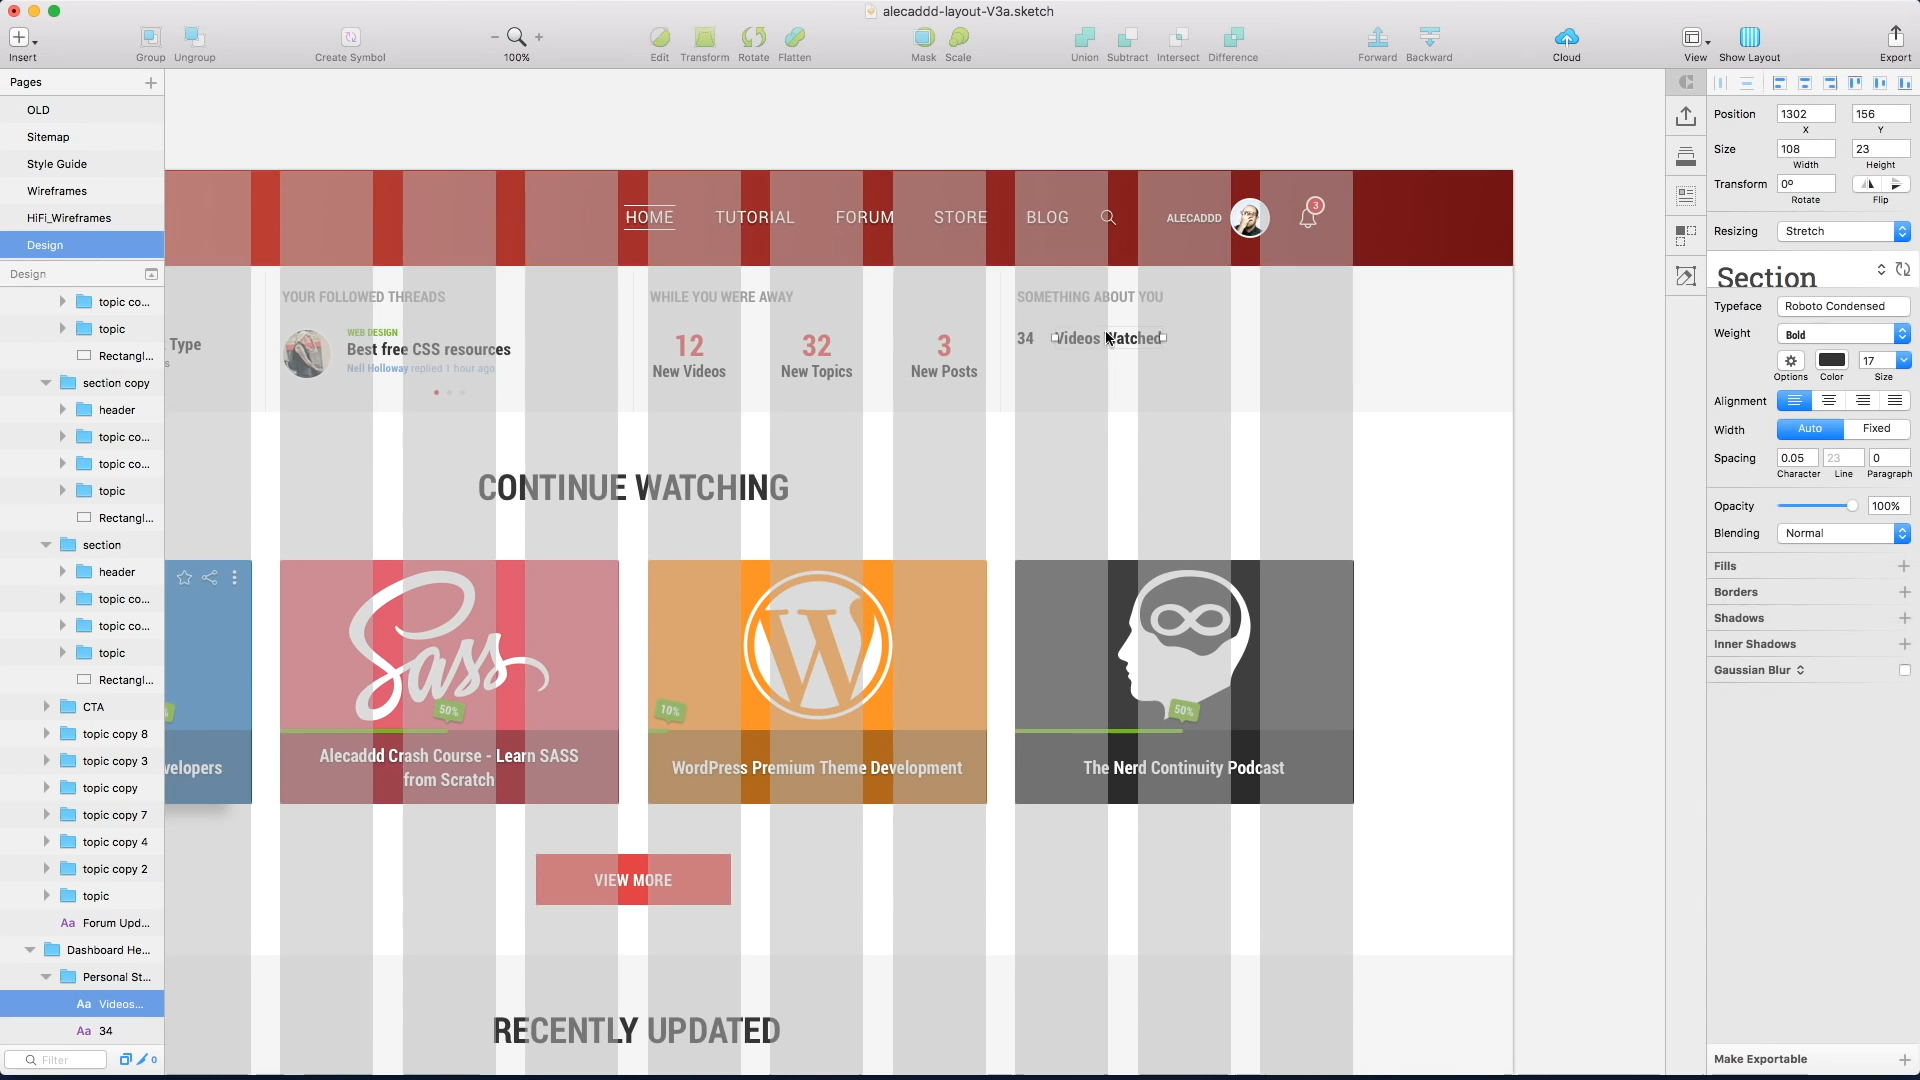 alecaddd-layout-V3a.sketch
Insert
Group
Ungroup
Create Symbol
100%
Edit
Transform
Rotate
Flatten
Mask
Scale
Union
Subtract
Intersect
Difference
Forward
Backward
Cloud
View
Show Layout
Export
Pages
OLD
Sitemap
Style Guide
Wireframes
HiFi_Wireframes
Design
Design
topic co...
topic
Rectangl...
section copy
header
topic co...
topic co...
topic
Rectangl...
section
header
topic co...
topic co...
topic
Rectangl...
CTA
topic copy 8
topic copy 3
topic copy
topic copy 7
topic copy 4
topic copy 2
topic
Aa Forum Upd...
Dashboard He...
Personal St...
Aa Videos...
Aa 34
Filter
0
HOME
TUTORIAL
FORUM
STORE
BLOG
ALECADDD
3
Type
s
YOUR FOLLOWED THREADS
WEB DESIGN
Best free CSS resources
Nell Holloway replied 1 hour ago
WHILE YOU WERE AWAY
12
New Videos
32
New Topics
3
New Posts
SOMETHING ABOUT YOU
34 Videos Watched
CONTINUE WATCHING
%
velopers
Sass
50%
Alecaddd Crash Course - Learn SASS
from Scratch
W
10%
WordPress Premium Theme Development
50%
The Nerd Continuity Podcast
VIEW MORE
RECENTLY UPDATED
Position
1302
156
X
Y
Size
108
23
Width
Height
Transform
0º
Rotate
Flip
Resizing
Stretch
Section
Typeface
Roboto Condensed
Weight
Bold
17
Options
Color
Size
Alignment
Width
Auto
Fixed
Spacing
0.05
23
0
Character
Line
Paragraph
Opacity
100%
Blending
Normal
Fills
Borders
Shadows
Inner Shadows
Gaussian Blur
Make Exportable